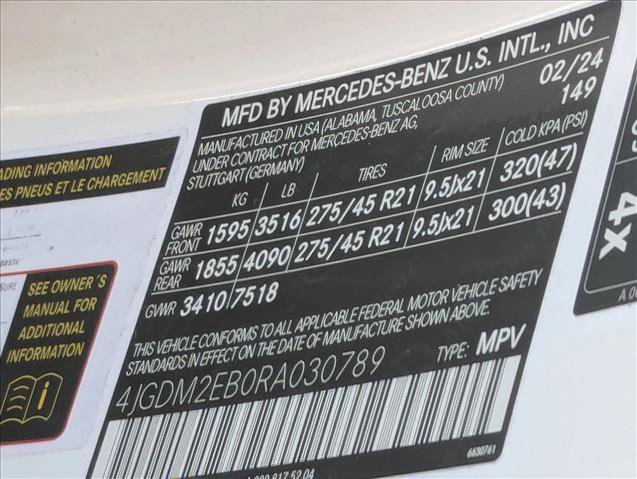 MFD BY MERCEDES-BENZ U.S. INTL., INC
MANUFACTURED IN USA (ALABAMA, TUSCALOOSA COUNTY) 02/24
UNDER CONTRACT FOR MERCEDES-BENZ AG, 149
STUTTGART (GERMANY)
KG LB TIRES RIM SIZE COLD KPA(PSI)
GAWR FRONT 1595 3516 275/45 R21 9.5Jx21 320(47)
GAWR REAR 1855 4090 275/45 R21 9.5Jx21 300(43)
GVWR 3410 7518
THIS VEHICLE CONFORMS TO ALL APPLICABLE FEDERAL MOTOR VEHICLE SAFETY
STANDARDS IN EFFECT ON THE DATE OF MANUFACTURE SHOWN ABOVE.
4JGDM2EB0RA030789 TYPE: MPV
6630761
ADING INFORMATION
ES PNEUS ET LE CHARGEMENT
SEE OWNER´S
MANUAL FOR
ADDITIONAL
INFORMATION
4x
A 00